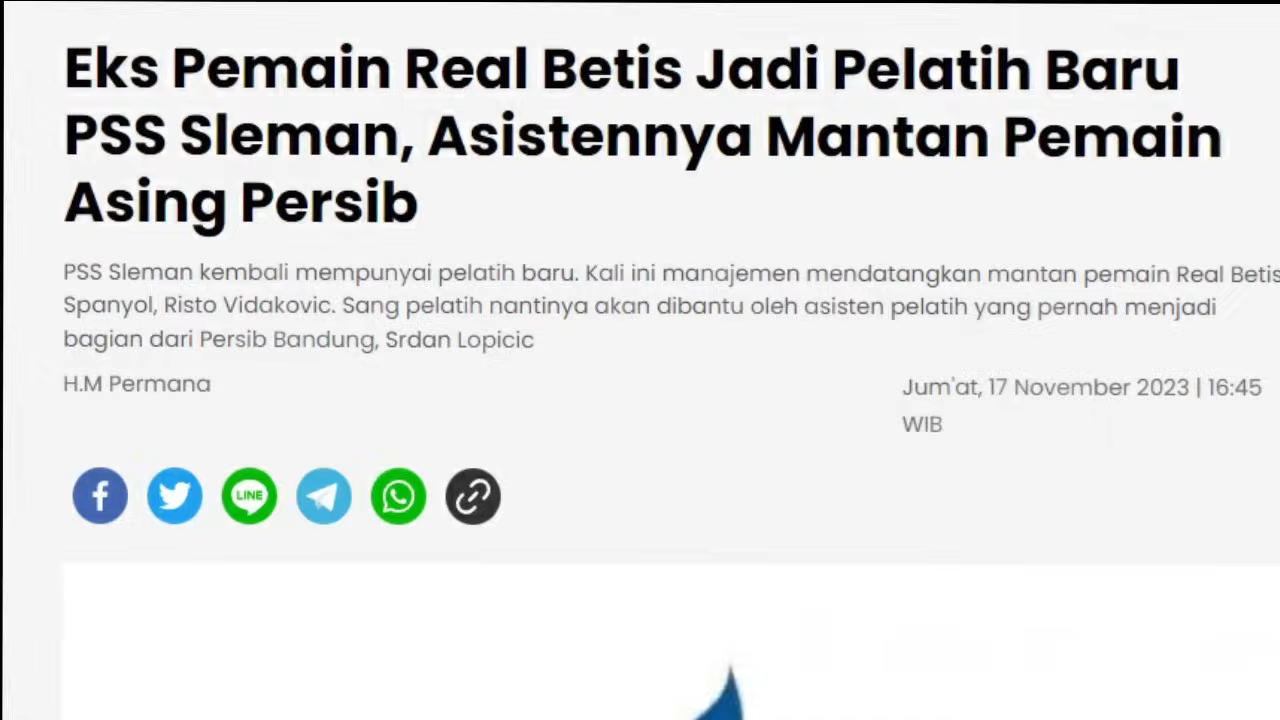 Eks Pemain Real Betis Jadi Pelatih Baru
PSS Sleman, Asistennya Mantan Pemain
Asing Persib
PSS Sleman kembali mempunyai pelatih baru. Kali ini manajemen mendatangkan mantan pemain Real Betis
Spanyol, Risto Vidakovic. Sang pelatih nantinya akan dibantu oleh asisten pelatih yang pernah menjadi
bagian dari Persib Bandung, Srdan Lopicic
H.M Permana
Jum'at, 17 November 2023 | 16:45
WIB
LINE